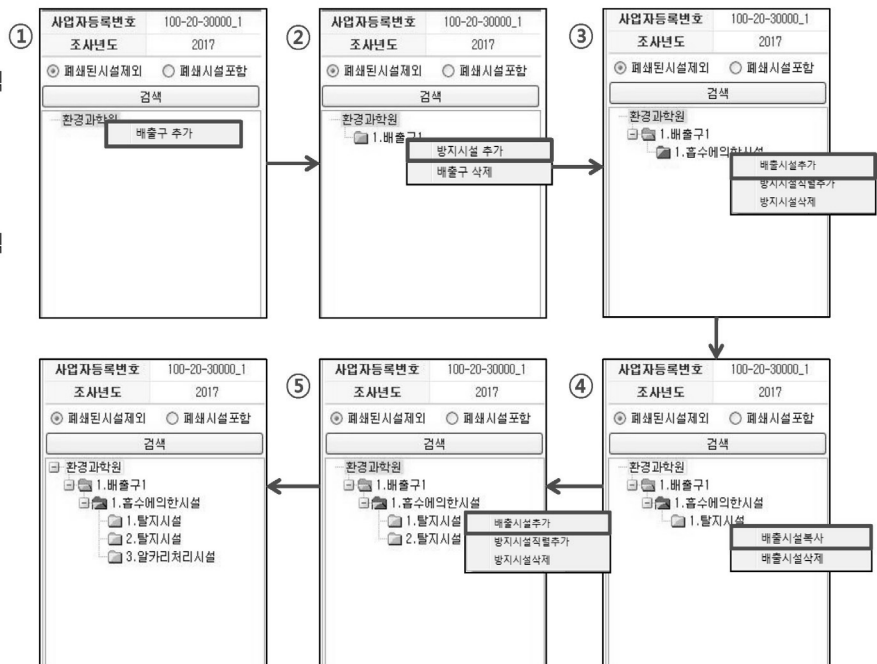 ①
사업자등록번호 100-20-30000_1
조사년도 2017
폐쇄된시설제외 폐쇄시설포함
검색
환경과학원
배출구 추가
②
사업자등록번호 100-20-30000_1
조사년도 2017
폐쇄된시설제외 폐쇄시설포함
검색
환경과학원
1.배출구1
방지시설 추가
배출구 삭제
③
사업자등록번호 100-20-30000_1
조사년도 2017
폐쇄된시설제외 폐쇄시설포함
검색
환경과학원
1.배출구1
1.흡수에의한시설
배출시설추가
방지시설직렬추가
방지시설삭제
사업자등록번호 100-20-30000_1
조사년도 2017
폐쇄된시설제외 폐쇄시설포함
검색
환경과학원
1.배출구1
1.흡수에의한시설
1.탈지시설
2.탈지시설
3.알카리처리시설
⑤
사업자등록번호 100-20-30000_1
조사년도 2017
폐쇄된시설제외 폐쇄시설포함
검색
환경과학원
1.배출구1
1.흡수에의한시설
1.탈지시설
2.탈지시설
배출시설추가
방지시설직렬추가
방지시설삭제
④
사업자등록번호 100-20-30000_1
조사년도 2017
폐쇄된시설제외 폐쇄시설포함
검색
환경과학원
1.배출구1
1.흡수에의한시설
1.탈지시설
배출시설복사
배출시설삭제